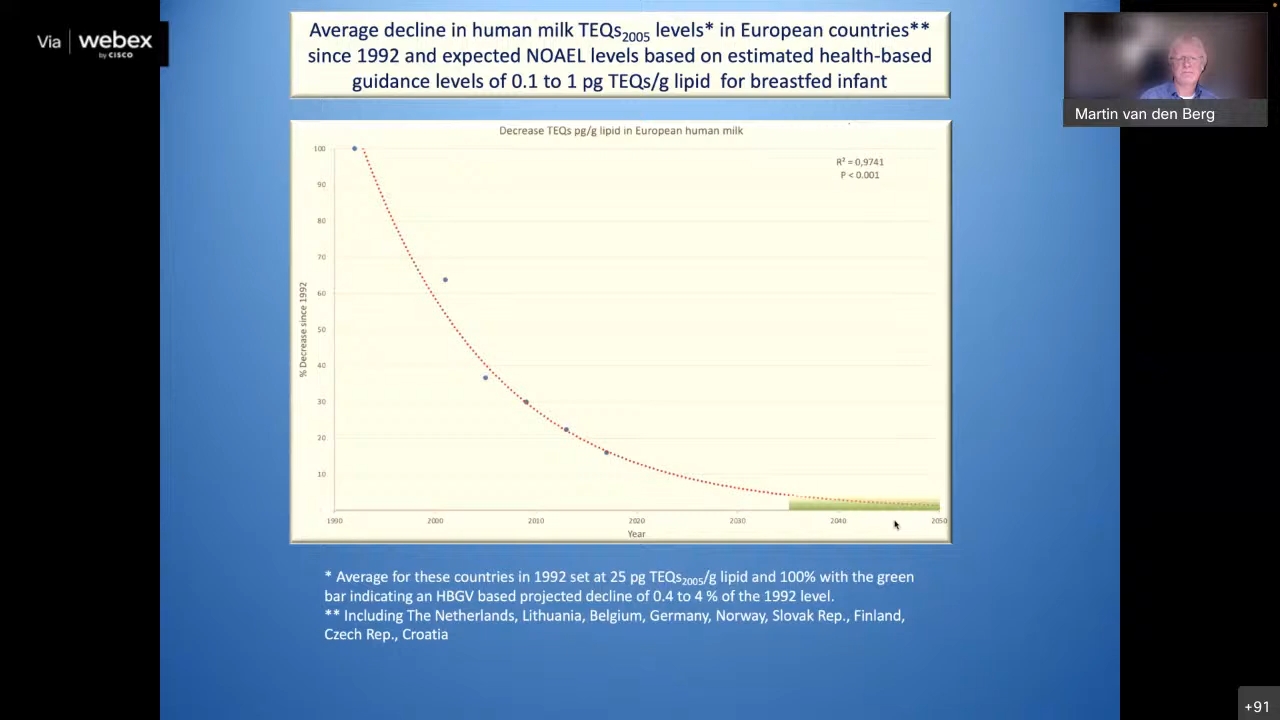 Via | webex
by CISCO
Average decline in human milk TEQs2005 levels* in European countries**
since 1992 and expected NOAEL levels based on estimated health-based
guidance levels of 0.1 to 1 pg TEQs/g lipid for breastfed infant
Martin van den Berg
Decrease TEQs pg/g lipid in European human milk
R² = 0,9741
P < 0.001
100
90
80
70
60
50
40
30
20
10
% Decrease since 1992
1990 2000 2010 2020 2030 2040 2050
Year
* Average for these countries in 1992 set at 25 pg TEQs2005/g lipid and 100% with the green
bar indicating an HBGV based projected decline of 0.4 to 4 % of the 1992 level.
** Including The Netherlands, Lithuania, Belgium, Germany, Norway, Slovak Rep., Finland,
Czech Rep., Croatia
+91